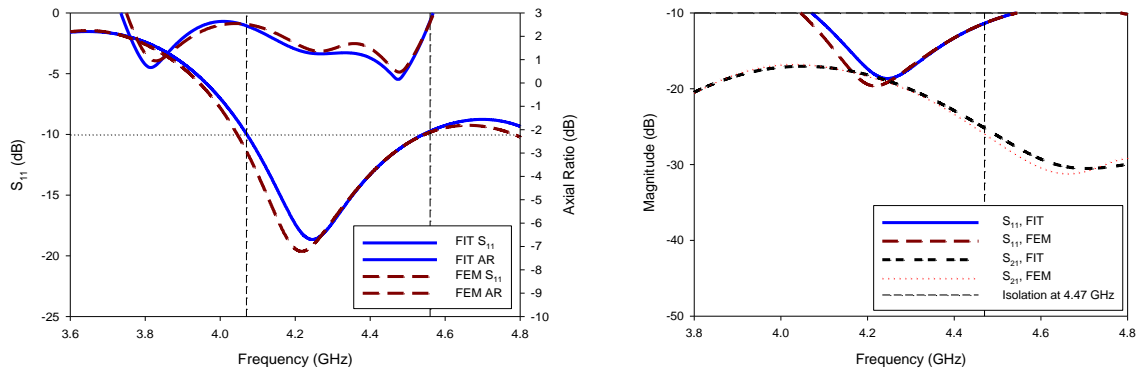 0
-5
-10
-15
-20
-25
S11 (dB)
3
2
1
0
-1
-2
-3
-4
-5
-6
-7
-8
-9
-10
Axial Ratio (dB)
3.6
3.8
4.0
4.2
4.4
4.6
4.8
Frequency (GHz)
FIT S11
FIT AR
FEM S11
FEM AR
-10
-20
-30
-40
-50
Magnitude (dB)
3.8
4.0
4.2
4.4
4.6
4.8
Frequency (GHz)
S11, FIT
S11, FEM
S21, FIT
S21, FEM
Isolation at 4.47 GHz